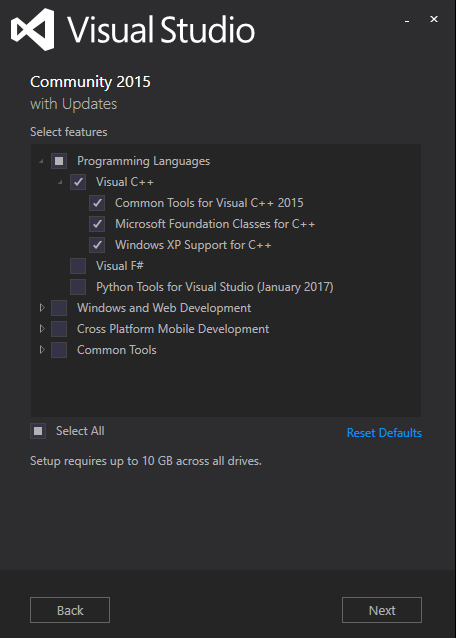 Visual Studio
Community 2015
with Updates
Select features
Programming Languages
Visual C++
Common Tools for Visual C++ 2015
Microsoft Foundation Classes for C++
Windows XP Support for C++
Visual F#
Python Tools for Visual Studio (January 2017)
Windows and Web Development
Cross Platform Mobile Development
Common Tools
Select All
Reset Defaults
Setup requires up to 10 GB across all drives.
Back
Next